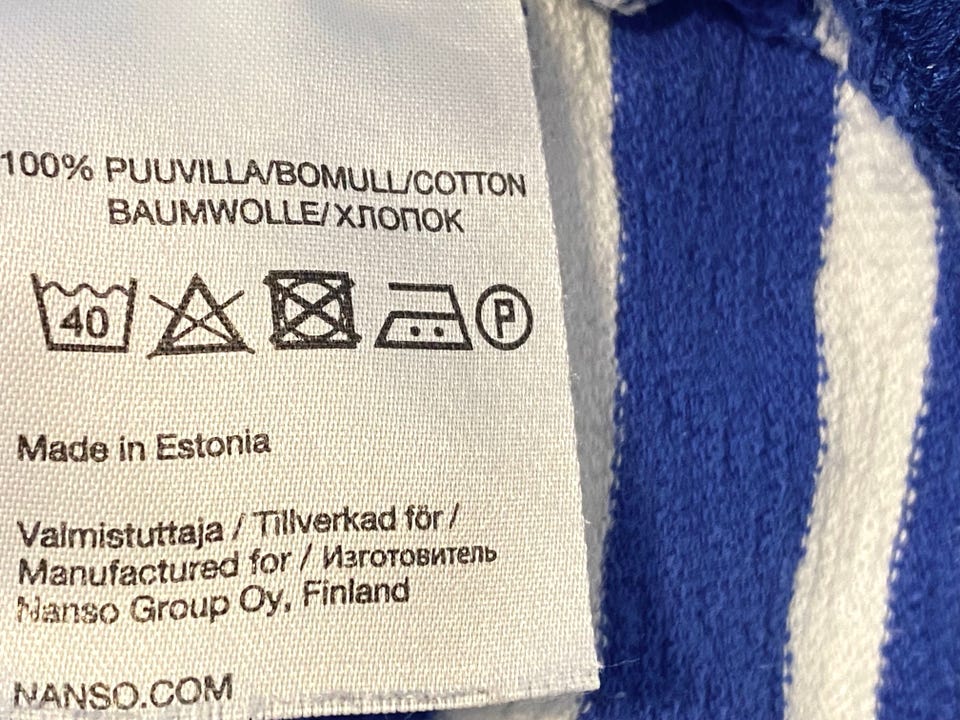 100% PUUVILLA/BOMULL/COTTON
BAUMWOLLE/ХЛОПОК
40 P
Made in Estonia
Valmistuttaja / Tillverkad för /
Manufactured for / Изготовитель
Nanso Group Oy, Finland
NANSO.COM